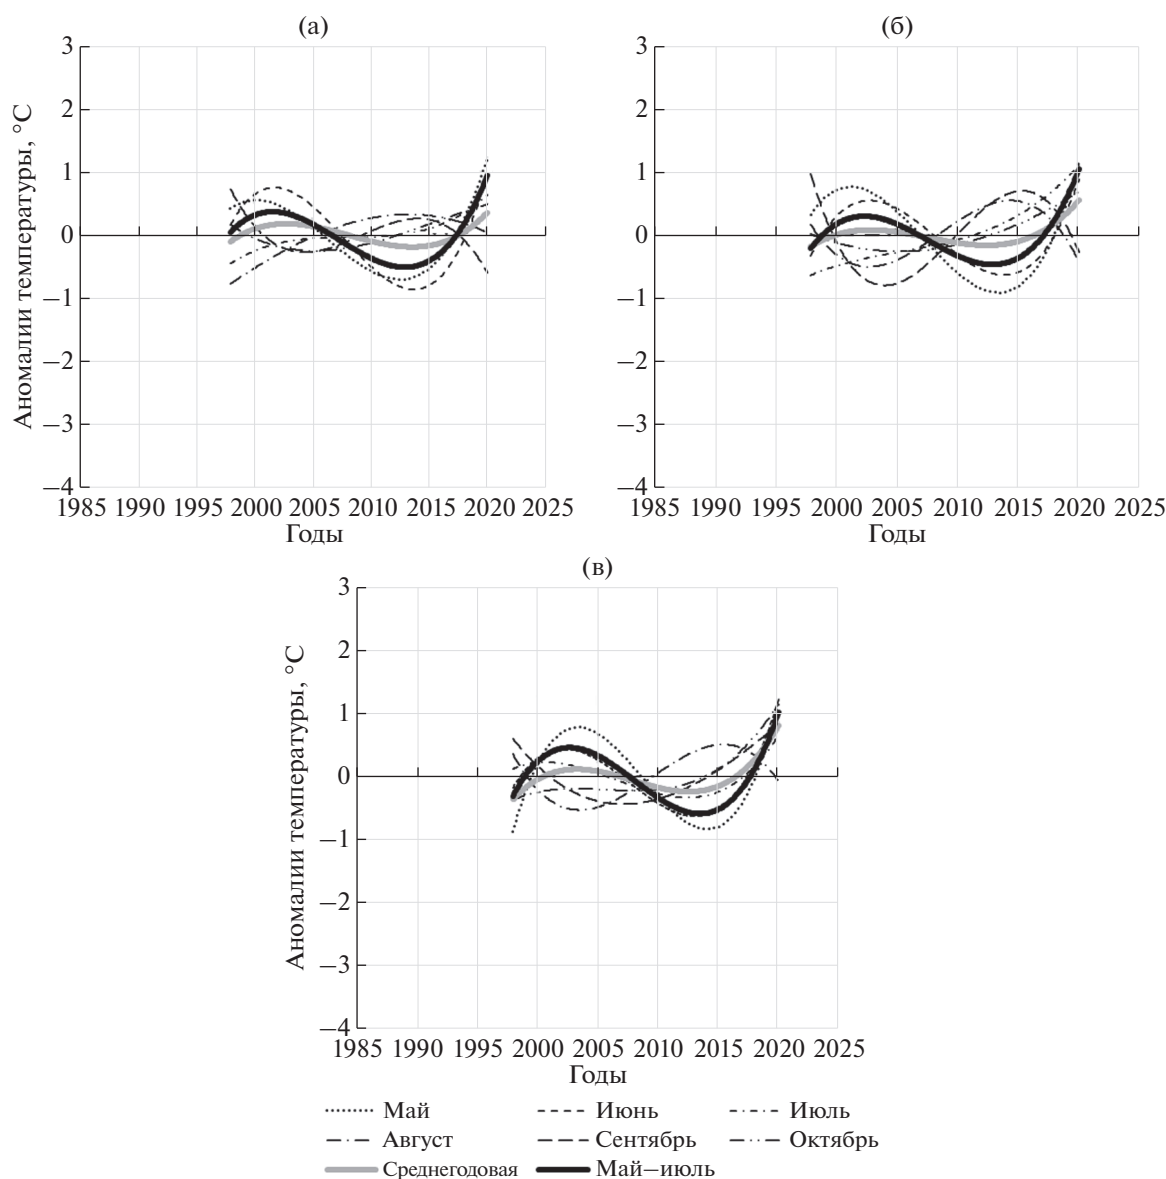 (а)
(б)
3
2
1
0
−1
−2
−3
−4
Аномалии температуры, °C
1985 1990 1995 2000 2005 2010 2015 2020 2025
Годы
3
2
1
0
−1
−2
−3
−4
1985 1990 1995 2000 2005 2010 2015 2020 2025
Годы
(в)
3
2
1
0
−1
−2
−3
−4
Аномалии температуры, °C
1985 1990 1995 2000 2005 2010 2015 2020 2025
Годы
Май Июнь Июль
Август Сентябрь Октябрь
Среднегодовая Май−июль